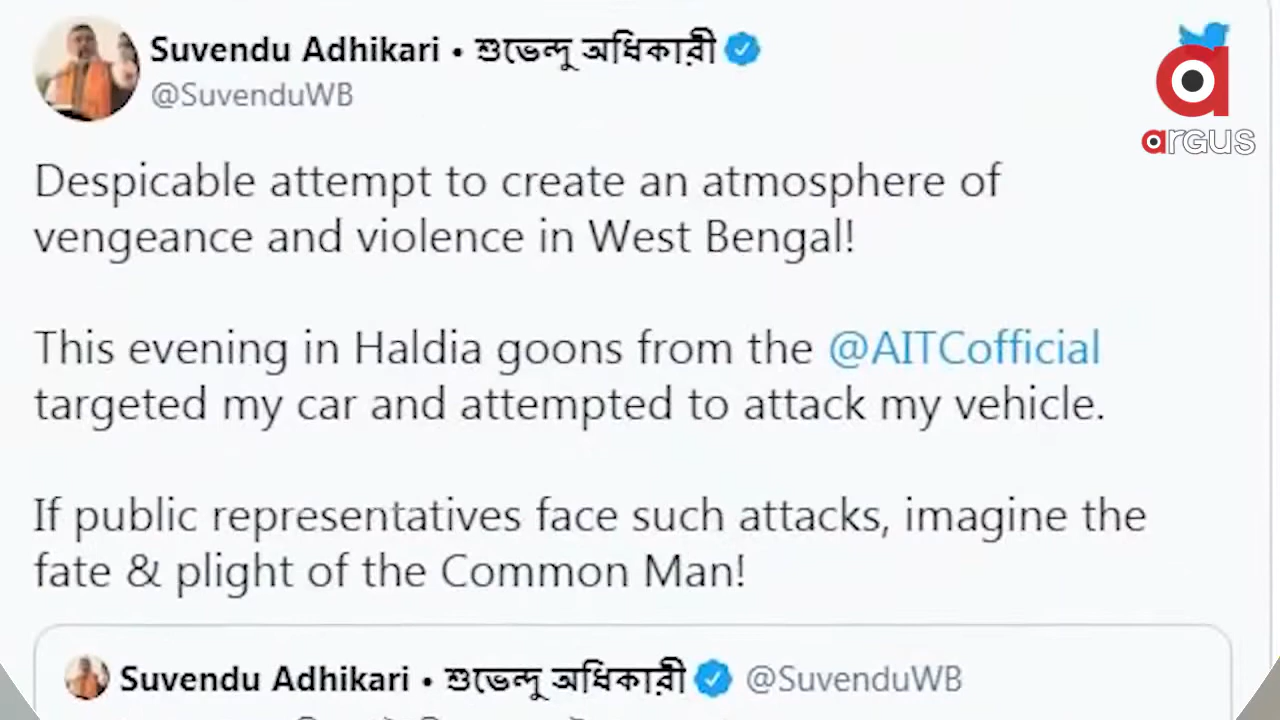 Suvendu Adhikari • শুভেন্দু অধিকারী
@SuvenduWB
argus
Despicable attempt to create an atmosphere of
vengeance and violence in West Bengal!
This evening in Haldia goons from the @AITCofficial
targeted my car and attempted to attack my vehicle.
If public representatives face such attacks, imagine the
fate & plight of the Common Man!
Suvendu Adhikari • শুভেন্দু অধিকারী @SuvenduWB